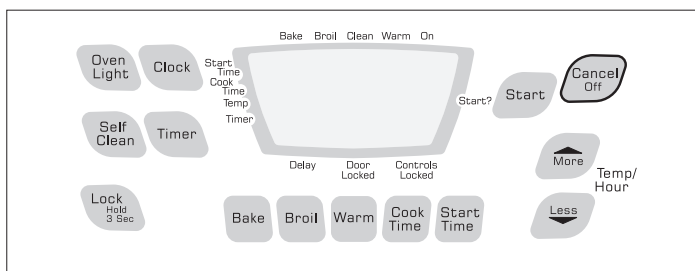 Bake Broil Clean Warm On
Oven
Light
Clock
Start
Time
Cook
Time
Temp
Timer
Start?
Start
Cancel
Off
Self
Clean
Timer
More
Temp/
Hour
Less
Delay
Door
Locked
Controls
Locked
Lock
Hold
3 Sec
Bake
Broil
Warm
Cook
Time
Start
Time